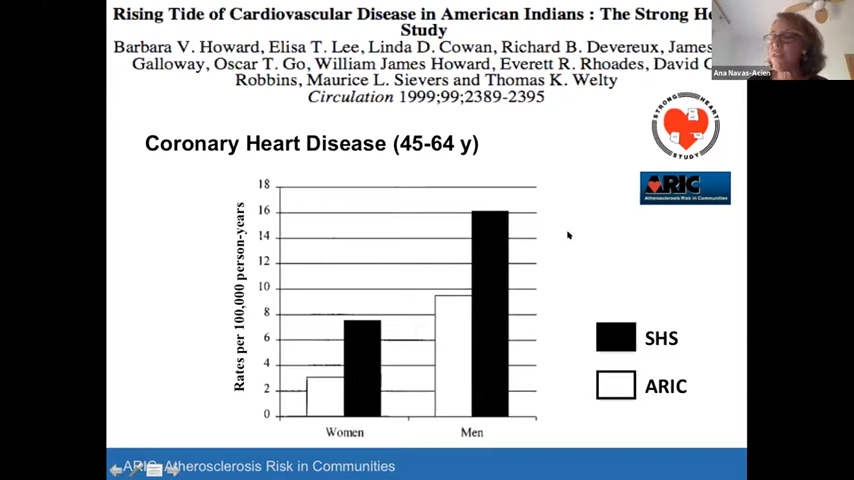 Rising Tide of Cardiovascular Disease in American Indians : The Strong He
Study
Barbara V. Howard, Elisa T. Lee, Linda D. Cowan, Richard B. Devereux, James
Galloway, Oscar T. Go, William James Howard, Everett R. Rhoades, David C
Robbins, Maurice L. Sievers and Thomas K. Welty
Circulation 1999;99;2389-2395
Ana Navas-Acien
STRONG HEART STUDY
Coronary Heart Disease (45-64 y)
ARIC
Atherosclerosis Risk in Communities
Rates per 100,000 person-years
18
16
14
12
10
8
6
4
2
0
Women
Men
SHS
ARIC
ARIC: Atherosclerosis Risk in Communities